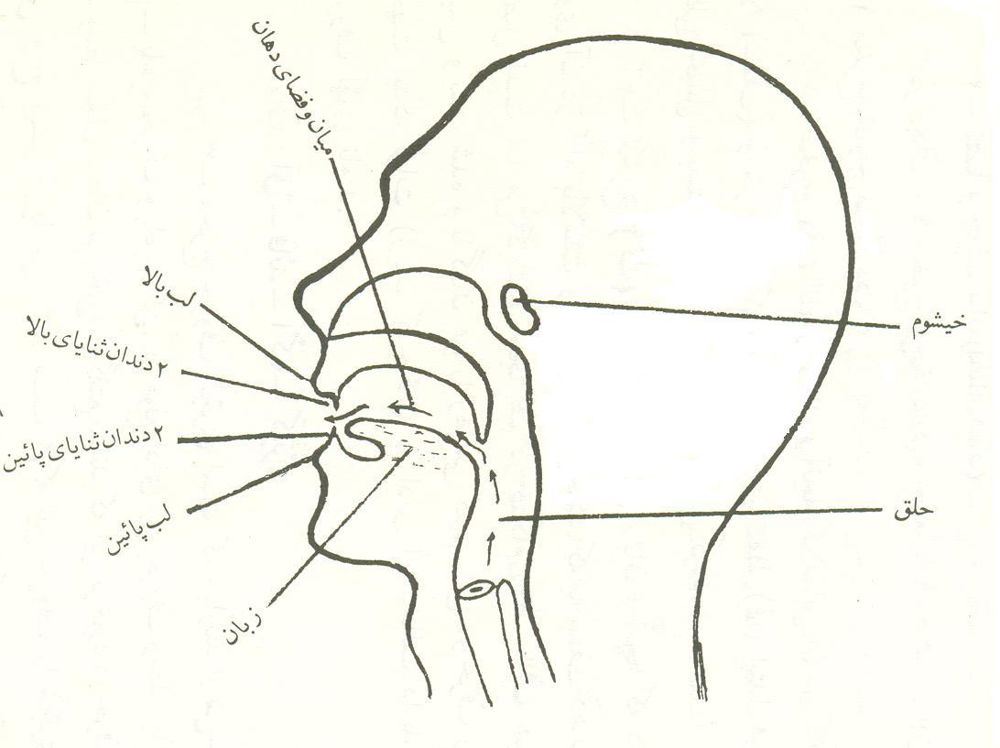 میان و فضای دهان
لب بالا
۲ دندان ثنایای بالا
۲ دندان ثنایای پائین
لب پائین
زبان
خیشوم
حلق